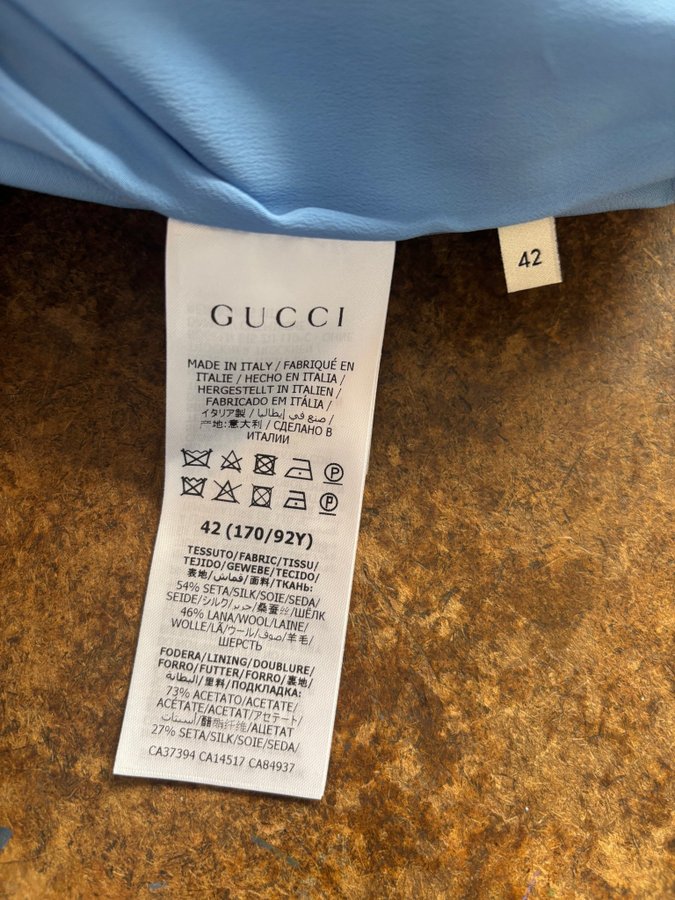 42
GUCCI
MADE IN ITALY / FABRIQUÉ EN
ITALIE / HECHO EN ITALIA /
HERGESTELLT IN ITALIEN /
FABRICADO EM ITÁLIA /
イタリア製 / صنع في إيطاليا /
产地:意大利 / СДЕЛАНО В
ИТАЛИИ
P
P
42 (170/92Y)
TESSUTO/FABRIC/TISSU/
TEJIDO/GEWEBE/TECIDO/
表地/قماش/面料/ТКАНЬ:
54% SETA/SILK/SOIE/SEDA/
SEIDE/シルク/حرير/桑蚕丝/ШЁЛК
46% LANA/WOOL/LAINE/
WOLLE/LÃ/ウール/صوف/羊毛/
ШЕРСТЬ
FODERA/LINING/DOUBLURE/
FORRO/FUTTER/FORRO/裏地/
البطانة/里料/ПОДКЛАДКА:
73% ACETATO/ACETATE/
ACÉTATE/ACETAT/アセテート/
أسيتات/醋酯纤维/АЦЕТАТ
27% SETA/SILK/SOIE/SEDA/
CA37394 CA14517 CA84937